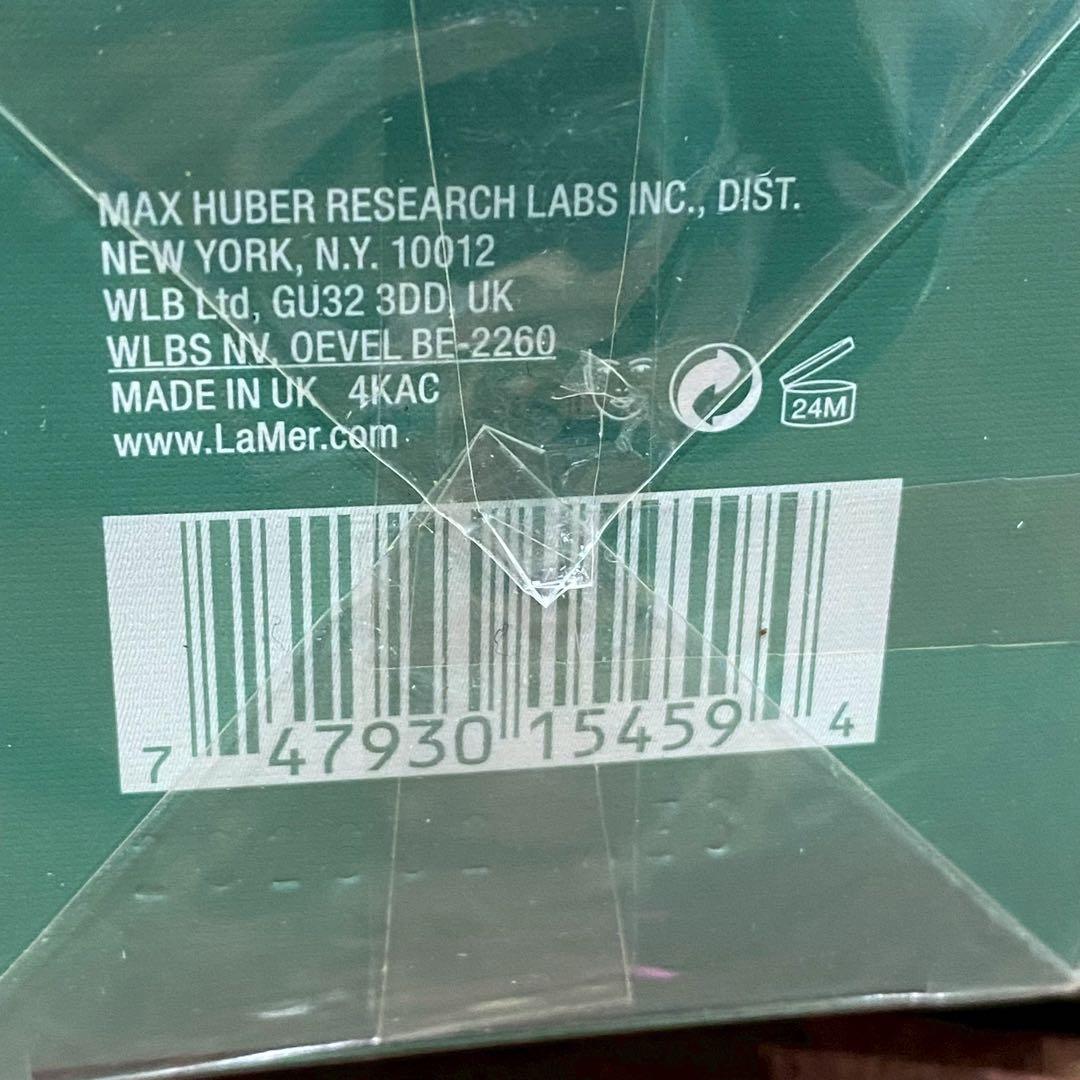 MAX HUBER RESEARCH LABS INC., DIST.
NEW YORK, N.Y. 10012
WLB Ltd, GU32 3DD, UK
WLBS NV, OEVEL BE-2260
MADE IN UK 4KAC
www.LaMer.com
24M
7 47930 15459 4